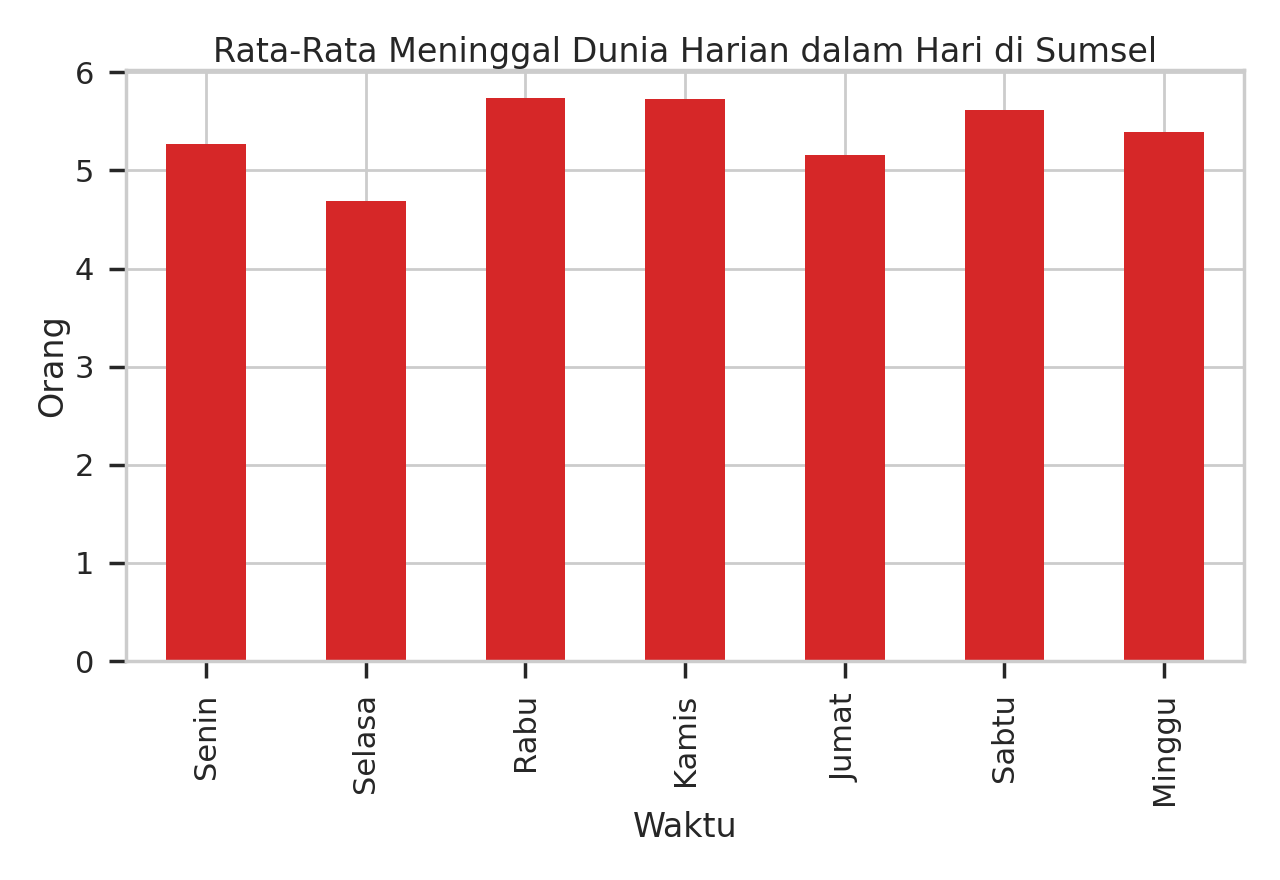 Rata-Rata Meninggal Dunia Harian dalam Hari di Sumsel
6
5
4
3
2
1
0
Orang
Senin
Selasa
Rabu
Kamis
Jumat
Sabtu
Minggu
Waktu